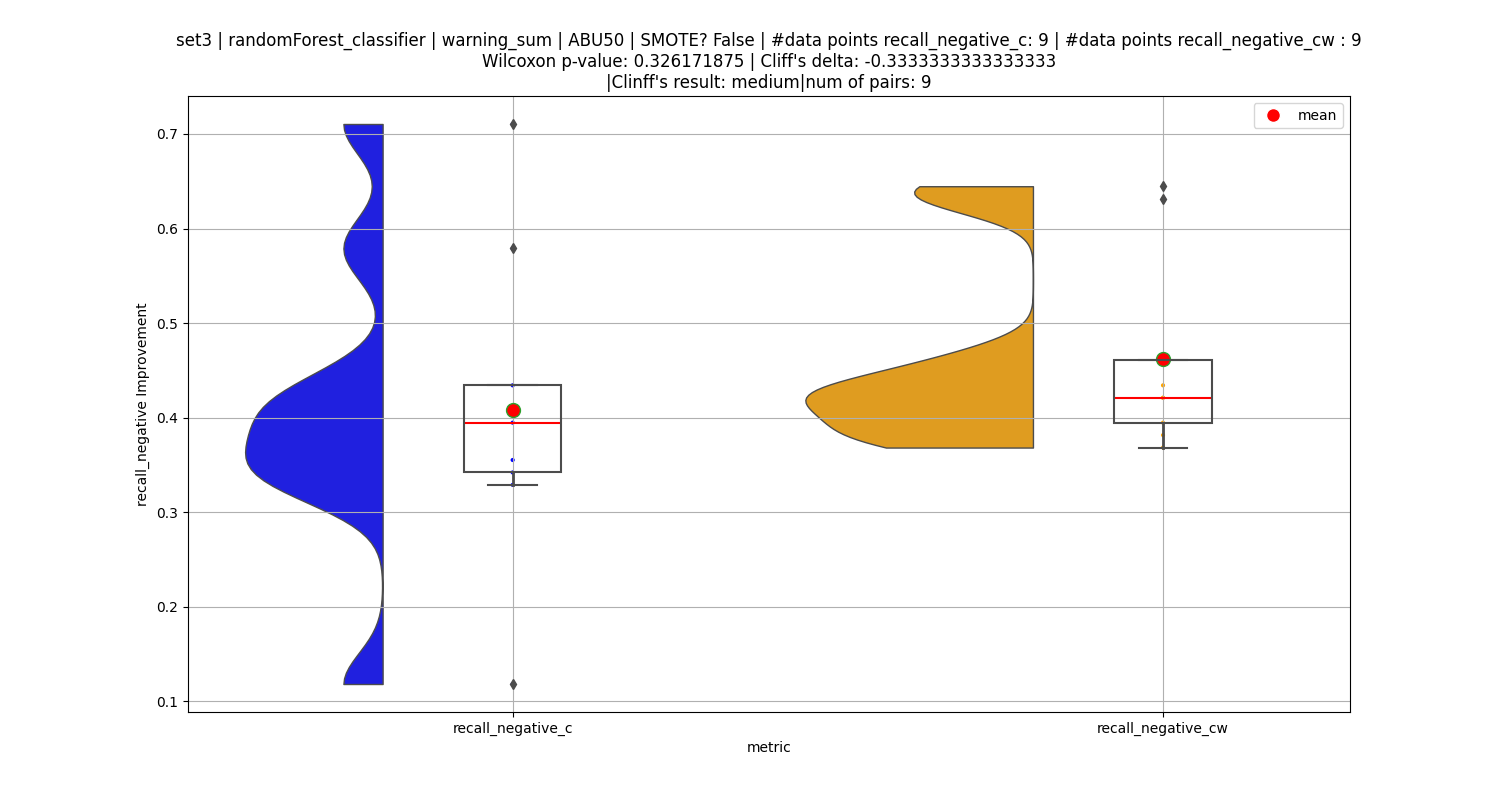 set3 | randomForest_classifier | warning_sum | ABU50 | SMOTE? False | #data points recall_negative_c: 9 | #data points recall_negative_cw : 9
Wilcoxon p-value: 0.326171875 | Cliff's delta: -0.3333333333333333
|Clinff's result: medium|num of pairs: 9
mean
recall_negative Improvement
0.7
0.6
0.5
0.4
0.3
0.2
0.1
recall_negative_c
recall_negative_cw
metric